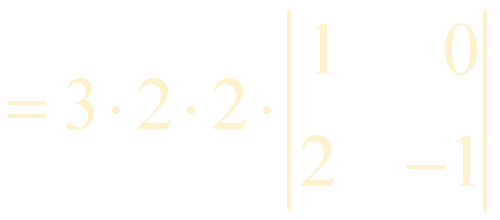 = 3 · 2 · 2 · | 1 0 |
| 2 −1 |